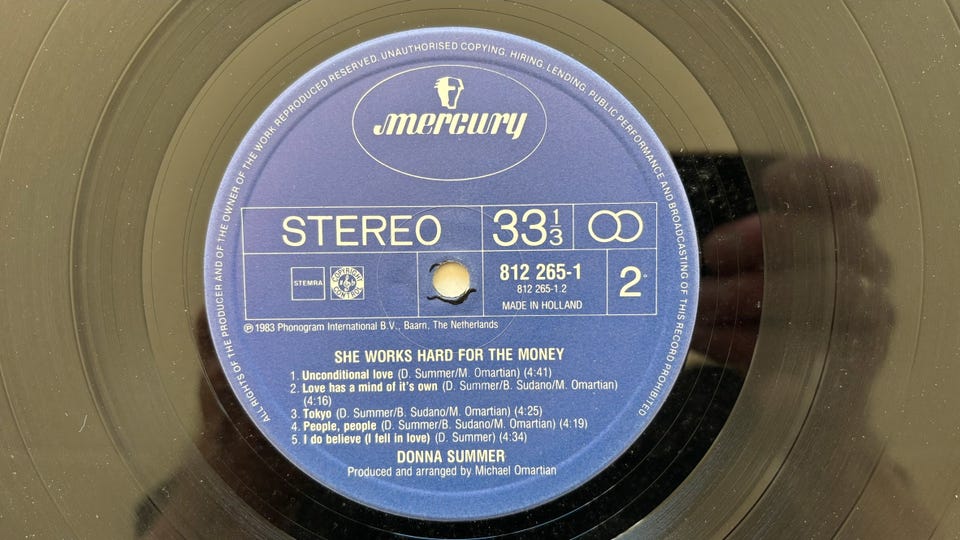 ALL RIGHTS OF THE PRODUCER AND OF THE OWNER OF THE WORK REPRODUCED RESERVED. UNAUTHORISED COPYING, HIRING, LENDING, PUBLIC PERFORMANCE AND BROADCASTING OF THIS RECORD PROHIBITED
mercury
STEREO 33 1/3
STEMRA COPYRIGHT CONTROL 812 265-1 2
812 265-1.2
MADE IN HOLLAND
℗ 1983 Phonogram International B.V., Baarn, The Netherlands
SHE WORKS HARD FOR THE MONEY
1. Unconditional love (D. Summer/M. Omartian) (4:41)
2. Love has a mind of it's own (D. Summer/B. Sudano/M. Omartian)
(4:16)
3. Tokyo (D. Summer/B. Sudano/M. Omartian) (4:25)
4. People, people (D. Summer/B. Sudano/M. Omartian) (4:19)
5. I do believe (I fell in love) (D. Summer) (4:34)
DONNA SUMMER
Produced and arranged by Michael Omartian